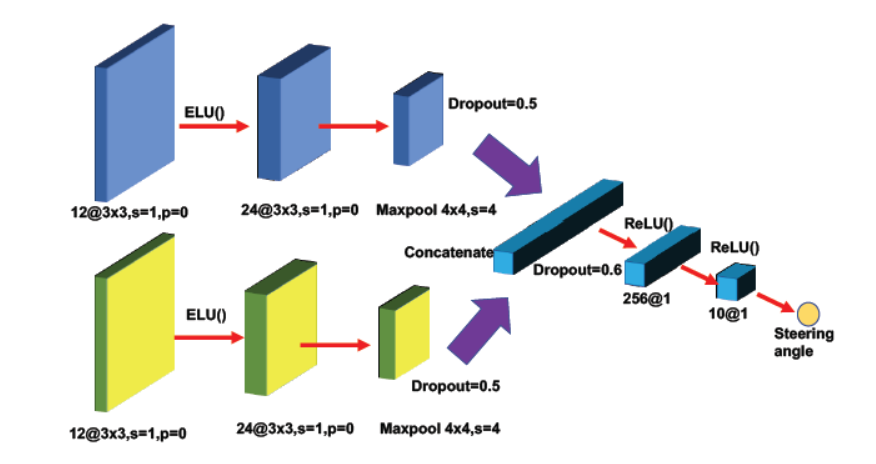 Dropout=0.5
ELU()
12@3x3,s=1,p=0
24@3x3,s=1,p=0
Maxpool 4x4,s=4
ReLU()
ReLU()
Concatenate
Dropout=0.6
256@1
10@1
Steering
angle
ELU()
Dropout=0.5
12@3x3,s=1,p=0
24@3x3,s=1,p=0
Maxpool 4x4,s=4